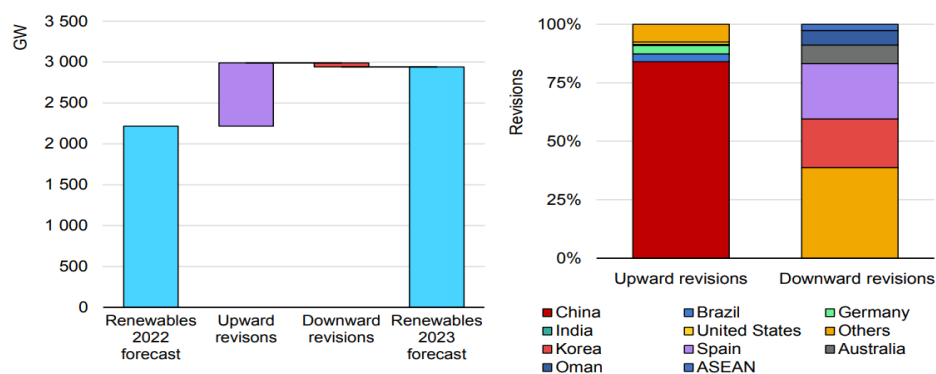 GW
3 500
3 000
2 500
2 000
1 500
1 000
500
0
Renewables
2022
forecast
Upward
revisons
Downward
revisions
Renewables
2023
forecast
Revisions
100%
75%
50%
25%
0%
Upward revisions
Downward revisions
China
Brazil
Germany
India
United States
Others
Korea
Spain
Australia
Oman
ASEAN